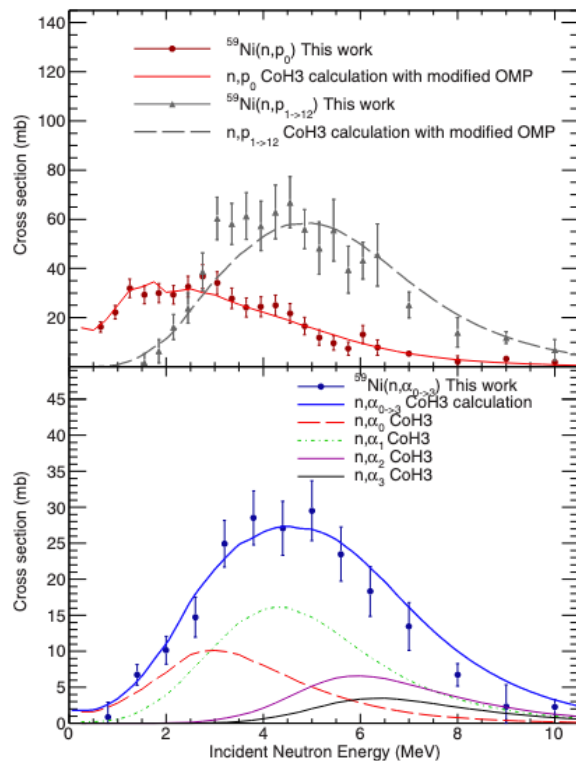 140
120
100
80
60
40
20
Cross section (mb)
⁵⁹Ni(n,p₀) This work
n,p₀ CoH3 calculation with modified OMP
⁵⁹Ni(n,p₁₋>₁₂) This work
n,p₁₋>₁₂ CoH3 calculation with modified OMP
45
40
35
30
25
20
15
10
5
0
Cross section (mb)
⁵⁹Ni(n,α₀₋>₃) This work
n,α₀₋>₃ CoH3 calculation
n,α₀ CoH3
n,α₁ CoH3
n,α₂ CoH3
n,α₃ CoH3
0 2 4 6 8 10
Incident Neutron Energy (MeV)